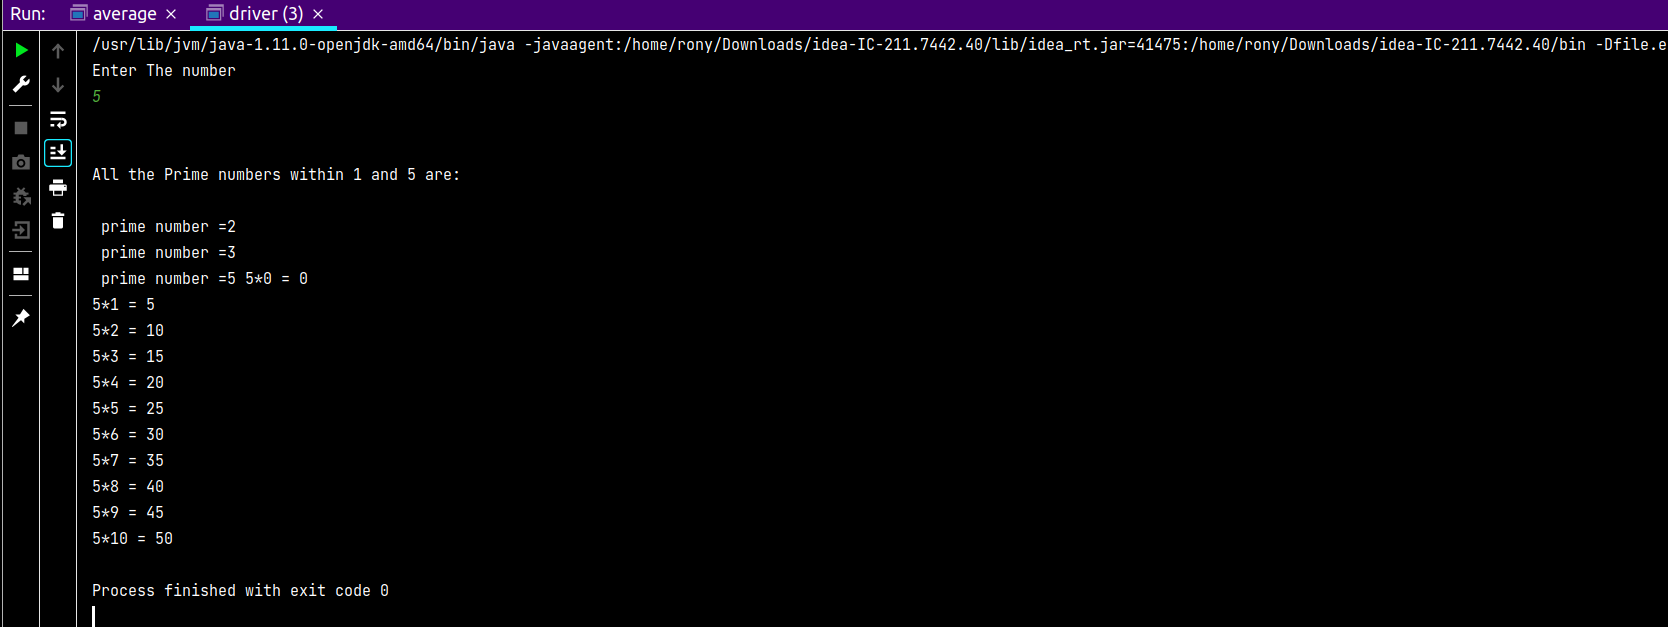 Run: average × driver (3) ×
/usr/lib/jvm/java-1.11.0-openjdk-amd64/bin/java -javaagent:/home/rony/Downloads/idea-IC-211.7442.40/lib/idea_rt.jar=41475:/home/rony/Downloads/idea-IC-211.7442.40/bin -Dfile.e
Enter The number
5
All the Prime numbers within 1 and 5 are:
prime number =2
prime number =3
prime number =5 5*0 = 0
5*1 = 5
5*2 = 10
5*3 = 15
5*4 = 20
5*5 = 25
5*6 = 30
5*7 = 35
5*8 = 40
5*9 = 45
5*10 = 50
Process finished with exit code 0